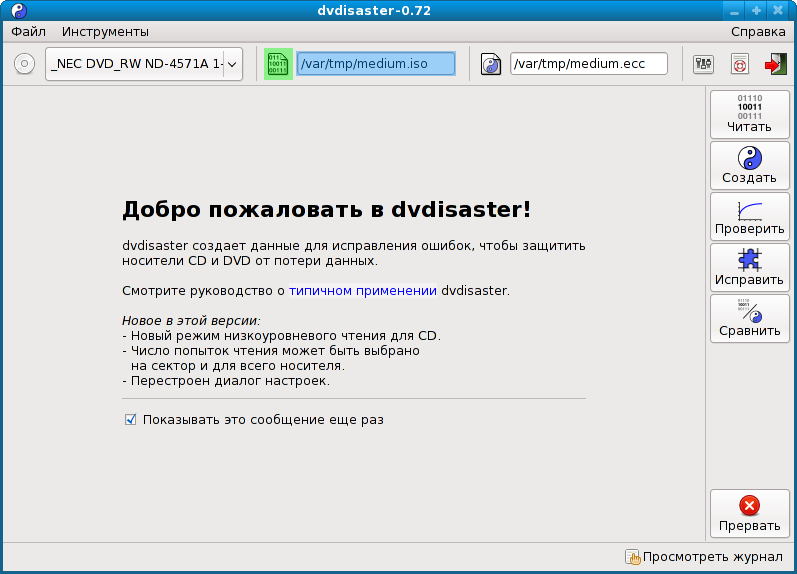 dvdisaster-0.72
Файл Инструменты Справка
_NEC DVD_RW ND-4571A 1- /var/tmp/medium.iso /var/tmp/medium.ecc
01110
10011
00111
Читать
Создать
Проверить
Исправить
Сравнить
Добро пожаловать в dvdisaster!
dvdisaster создает данные для исправления ошибок, чтобы защитить
носители CD и DVD от потери данных.
Смотрите руководство о типичном применении dvdisaster.
Новое в этой версии:
- Новый режим низкоуровневого чтения для CD.
- Число попыток чтения может быть выбрано
на сектор и для всего носителя.
- Перестроен диалог настроек.
Показывать это сообщение еще раз
Прервать
Просмотреть журнал